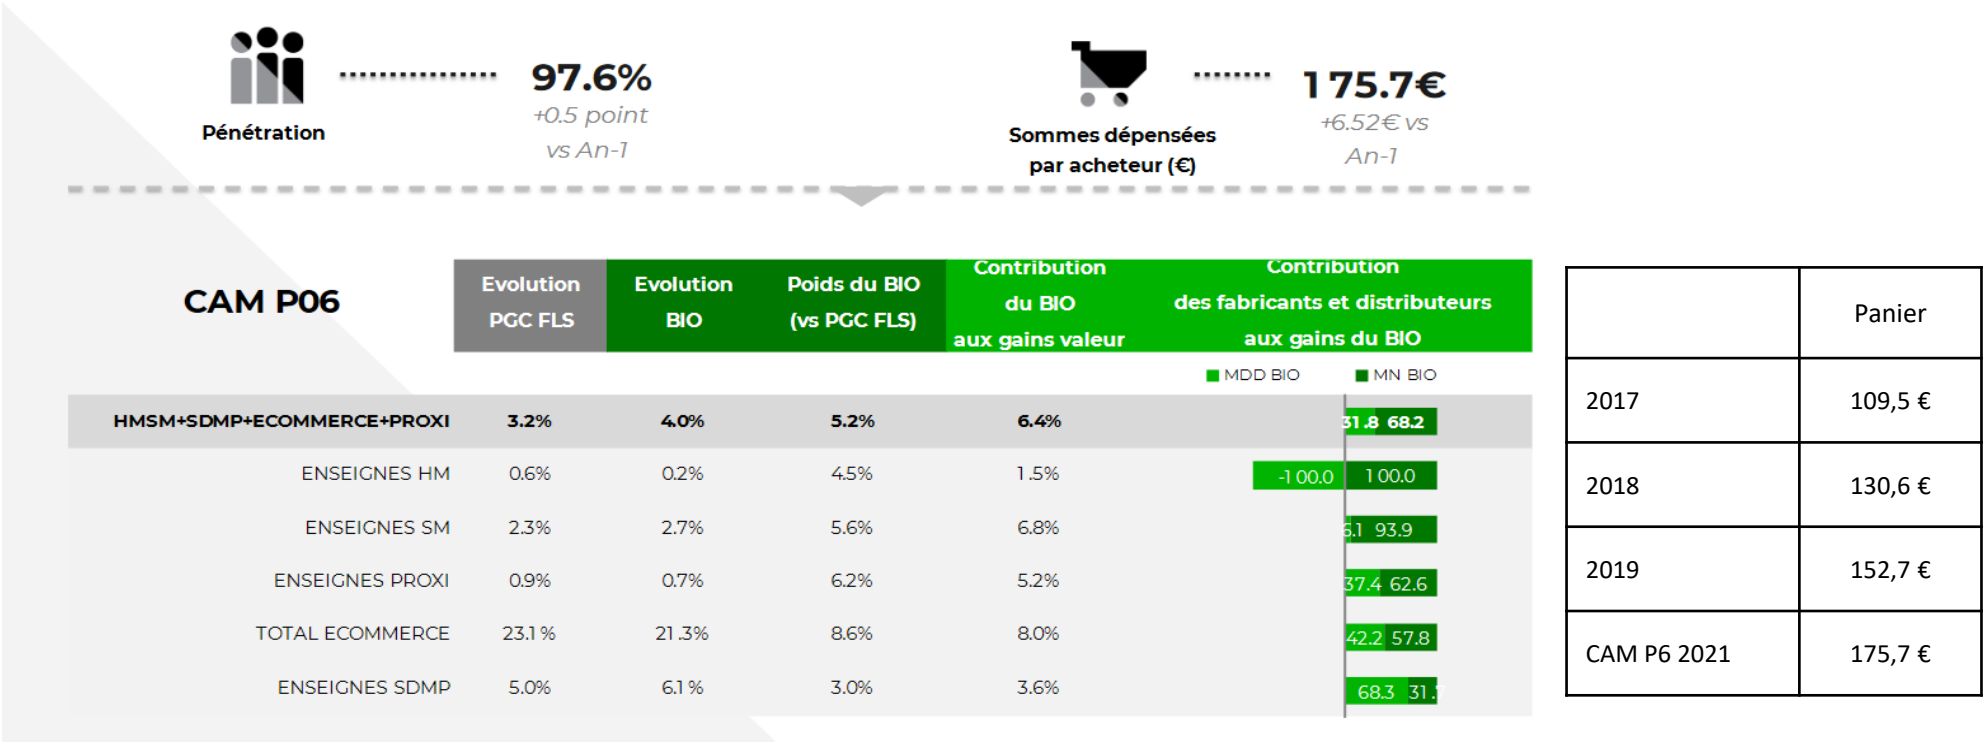 97.6%
+0.5 point
vs An-1
Pénétration
175.7€
+6.52€ vs
An-1
Sommes dépensées
par acheteur (€)
CAM P06
Evolution
PGC FLS
Evolution
BIO
Poids du BIO
(vs PGC FLS)
Contribution
du BIO
aux gains valeur
Contribution
des fabricants et distributeurs
aux gains du BIO
MDD BIO MN BIO
HMSM+SDMP+ECOMMERCE+PROXI 3.2% 4.0% 5.2% 6.4% 31.8 68.2
ENSEIGNES HM 0.6% 0.2% 4.5% 1.5% -100.0 100.0
ENSEIGNES SM 2.3% 2.7% 5.6% 6.8% 6.1 93.9
ENSEIGNES PROXI 0.9% 0.7% 6.2% 5.2% 37.4 62.6
TOTAL ECOMMERCE 23.1% 21.3% 8.6% 8.0% 42.2 57.8
ENSEIGNES SDMP 5.0% 6.1% 3.0% 3.6% 68.3 31.7
Panier
2017 109,5 €
2018 130,6 €
2019 152,7 €
CAM P6 2021 175,7 €